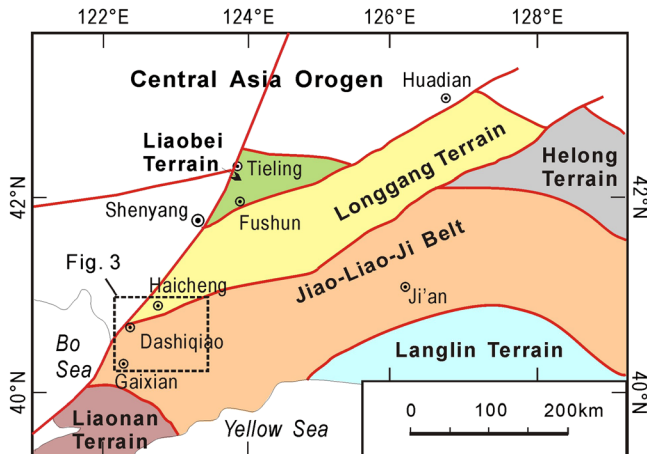 122°E 124°E 126°E 128°E
Central Asia Orogen
Huadian
Liaobei
Terrain
Tieling
Longgang Terrain
Helong
Terrain
42°N
42°N
Shenyang
Fushun
Fig. 3
Haicheng
Jiao-Liao-Ji Belt
Ji'an
Bo
Sea
Dashiqiao
Langlin Terrain
Gaixian
40°N
40°N
Liaonan
Terrain
Yellow Sea
0 100 200km